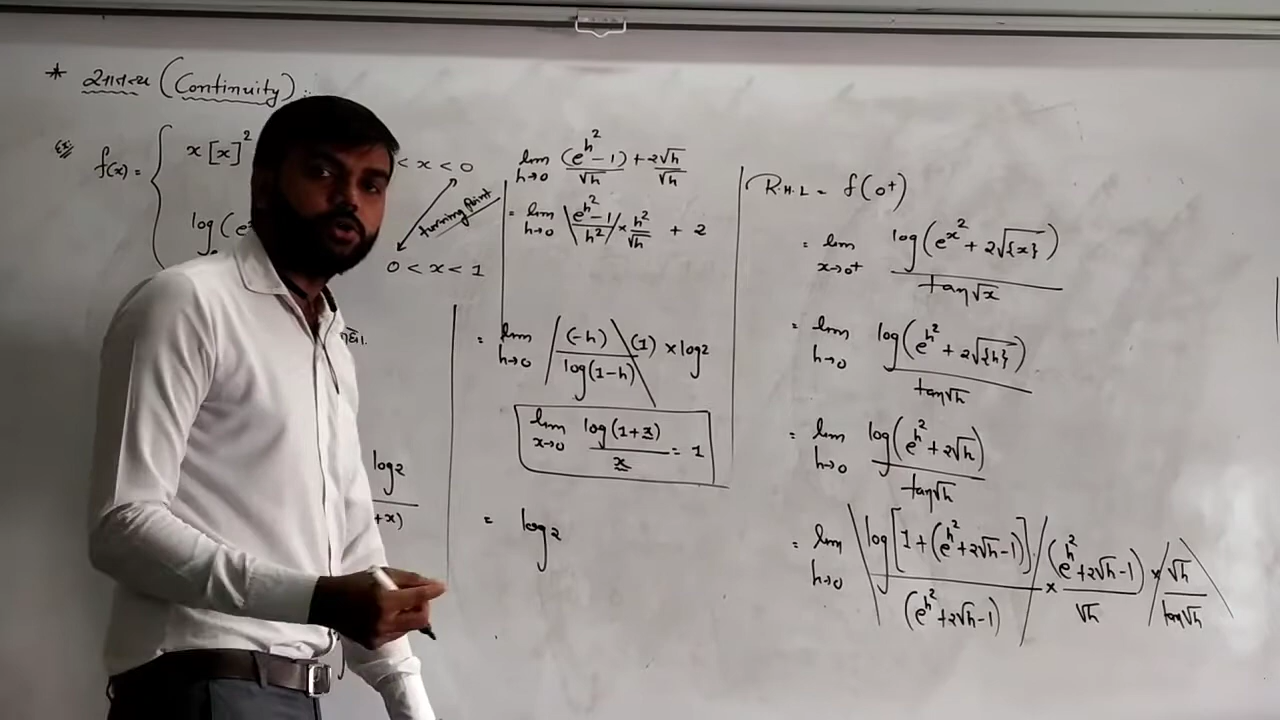 * સાતત્ય (Continuity) :
Ex f(x) = { x[x]² < x < 0
log(e
0 < x < 1
turning point
log2
+x)
lim h→0 (e^h² - 1) + 2√h / √h √h
= lim h→0 e^h² - 1 / h² × h² / √h + 2
= lim h→0 (-h) / log(1-h) (1) × log2
lim x→0 log(1+x) / x = 1
= log2
R.H.L = f(0⁺)
= lim x→0⁺ log(e^x² + 2√{x}) / tan√x
= lim h→0 log(e^h² + 2√{h}) / tan√h
= lim h→0 log(e^h² + 2√h) / tan√h
= lim h→0 log[1 + (e^h² + 2√h - 1)] / (e^h² + 2√h - 1) × (e^h² + 2√h - 1) / √h × √h / tan√h